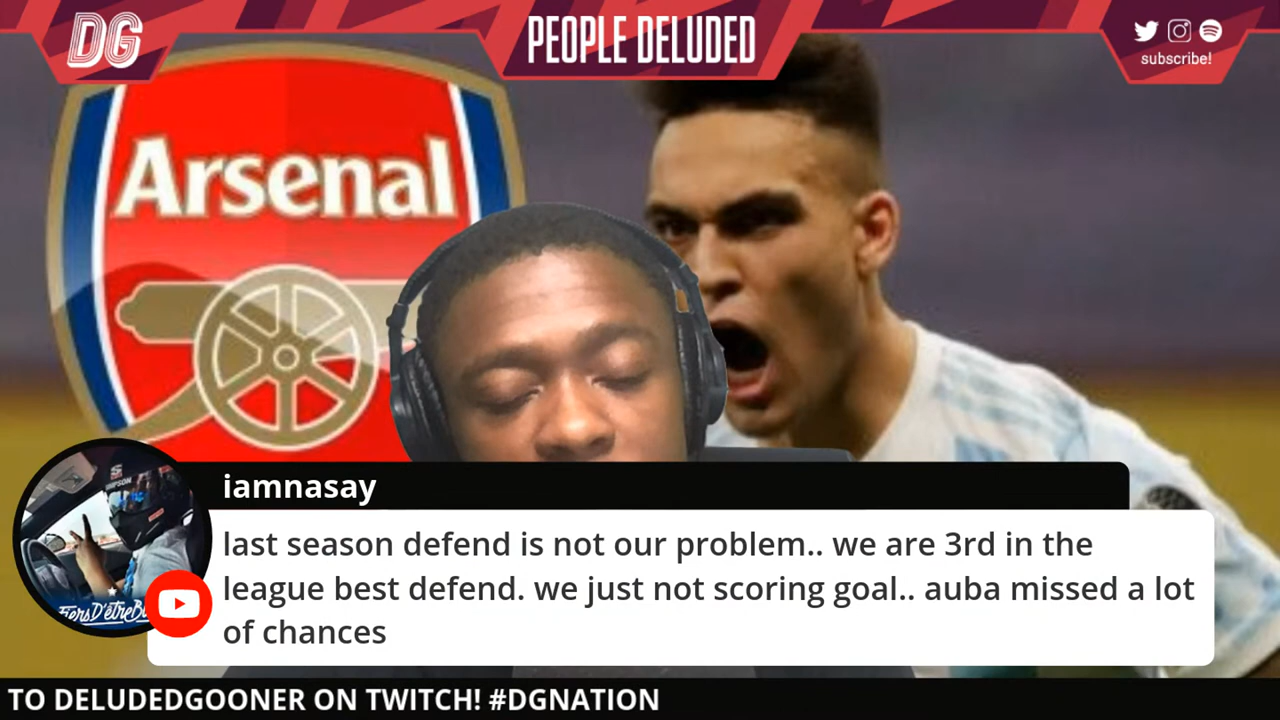 DG
PEOPLE DELUDED
subscribe!
Arsenal
iamnasay
last season defend is not our problem.. we are 3rd in the
league best defend. we just not scoring goal.. auba missed a lot
of chances
TO DELUDEDGOONER ON TWITCH! #DGNATION